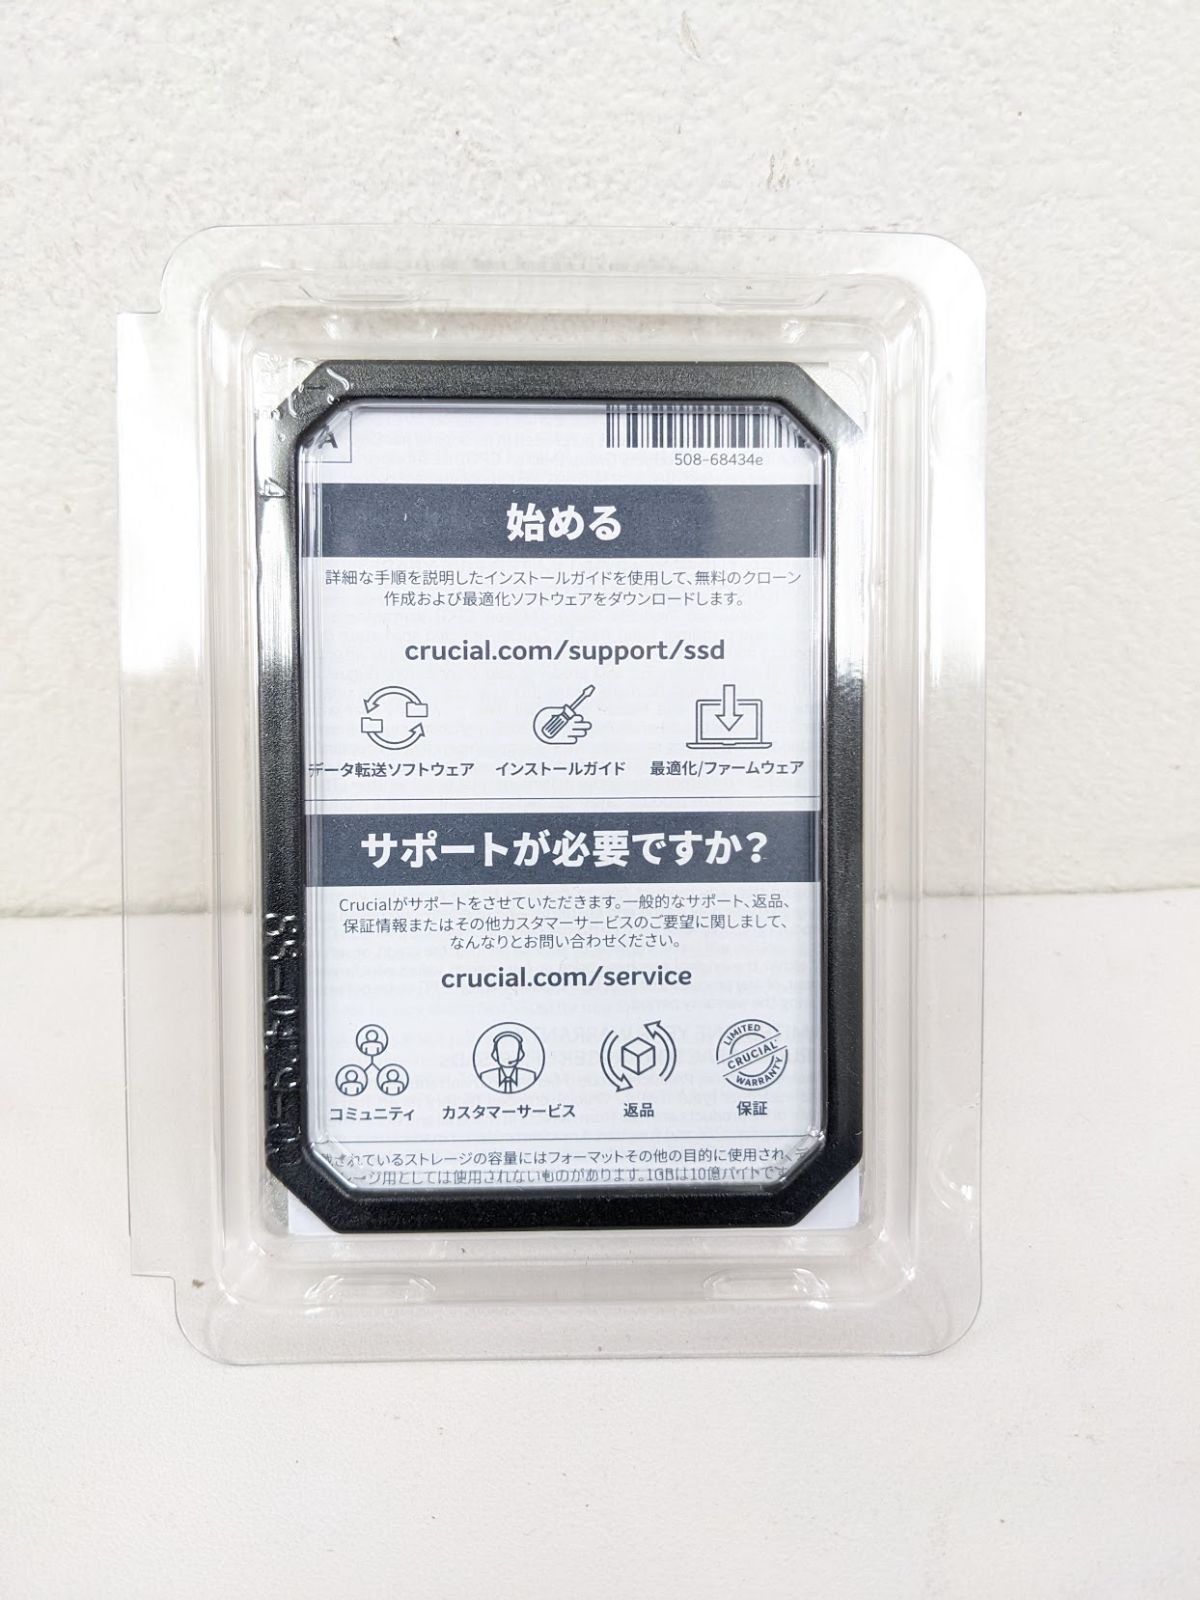 A
508-68434e
始める
詳細な手順を説明したインストールガイドを使用して、無料のクローン
作成および最適化ソフトウェアをダウンロードします。
crucial.com/support/ssd
データ転送ソフトウェア インストールガイド 最適化/ファームウェア
サポートが必要ですか?
Crucialがサポートをさせていただきます。一般的なサポート、返品、
保証情報またはその他カスタマーサービスのご要望に関しまして、
なんなりとお問い合わせください。
crucial.com/service
LIMITED
CRUCIAL
WARRANTY
コミュニティ カスタマーサービス 返品 保証
されているストレージの容量にはフォーマットその他の目的に使用され、デ
ージ用としては使用されないものがあります。1GBは10億バイトです